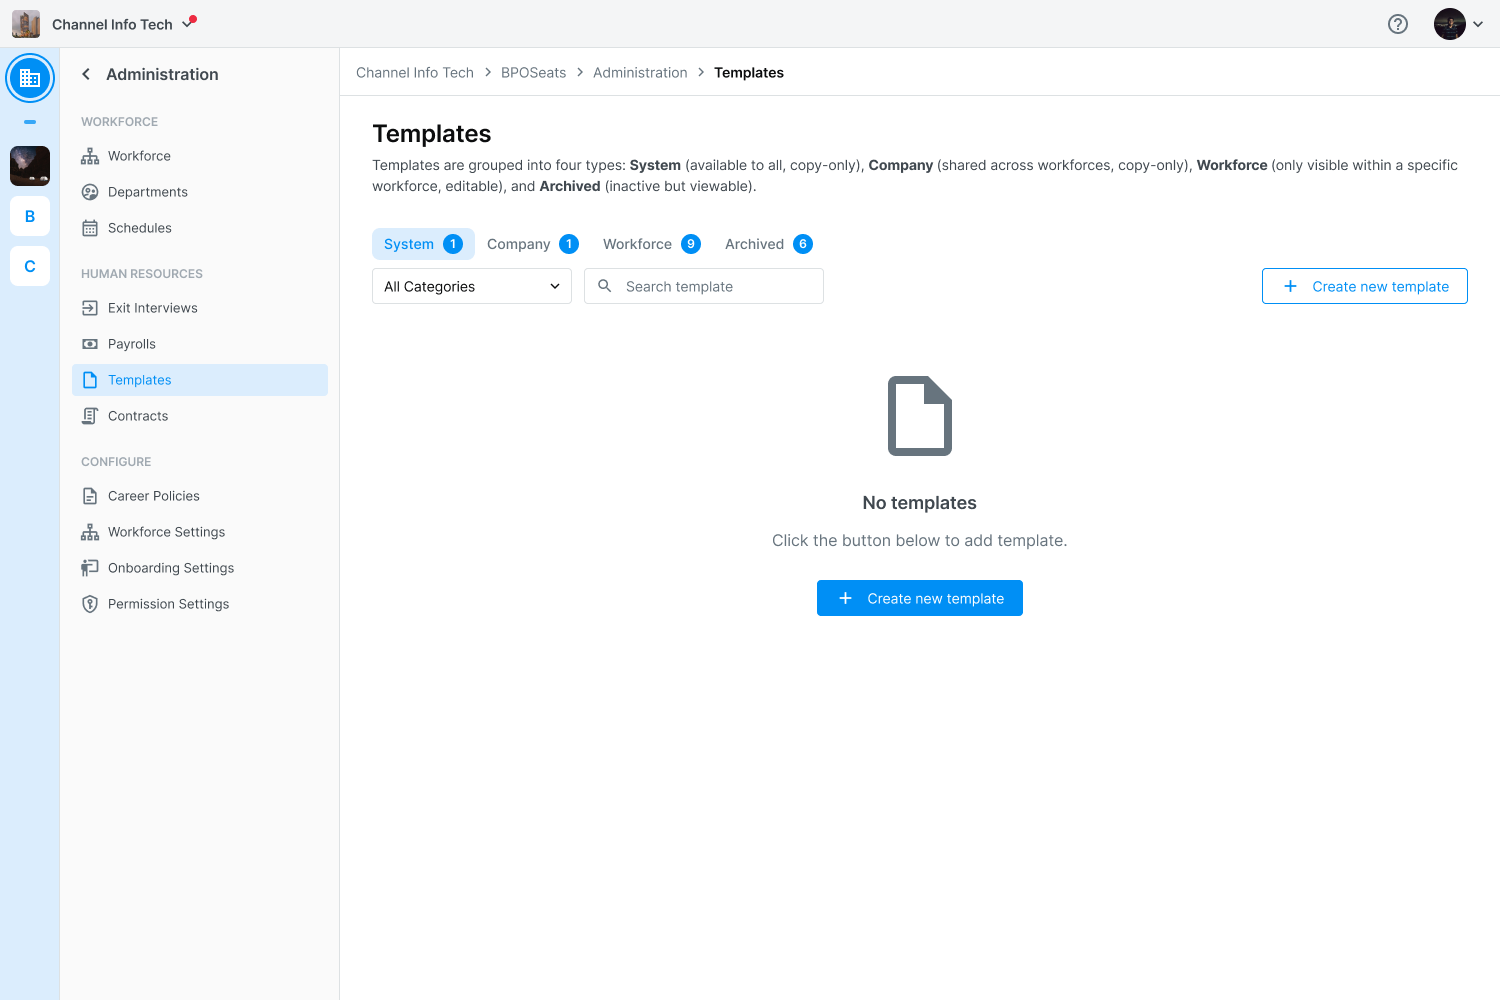 Channel Info Tech
B
C
Administration
WORKFORCE
Workforce
Departments
Schedules
HUMAN RESOURCES
Exit Interviews
Payrolls
Templates
Contracts
CONFIGURE
Career Policies
Workforce Settings
Onboarding Settings
Permission Settings
Channel Info Tech > BPOSeats > Administration > Templates
Templates
Templates are grouped into four types: System (available to all, copy-only), Company (shared across workforces, copy-only), Workforce (only visible within a specific
workforce, editable), and Archived (inactive but viewable).
System 1 Company 1 Workforce 9 Archived 6
All Categories Search template + Create new template
No templates
Click the button below to add template.
+ Create new template